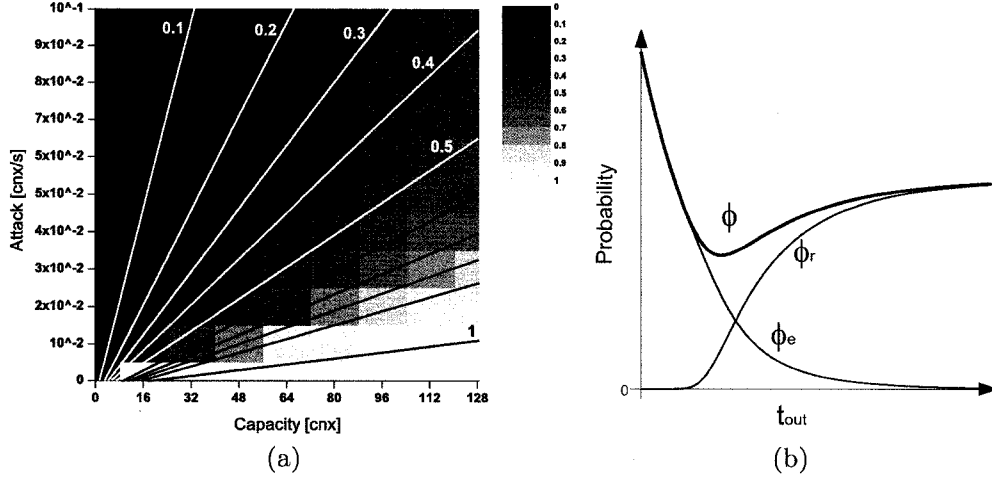 10^-1
9x10^-2
8x10^-2
7x10^-2
6x10^-2
5x10^-2
4x10^-2
3x10^-2
2x10^-2
10^-2
0
Attack [cnx/s]
0 16 32 48 64 80 96 112 128
Capacity [cnx]
0.1
0.2
0.3
0.4
0.5
1
0
0.1
0.2
0.3
0.4
0.5
0.6
0.7
0.8
0.9
1
(a)
Probability
0
ϕ
ϕr
ϕe
tout
(b)